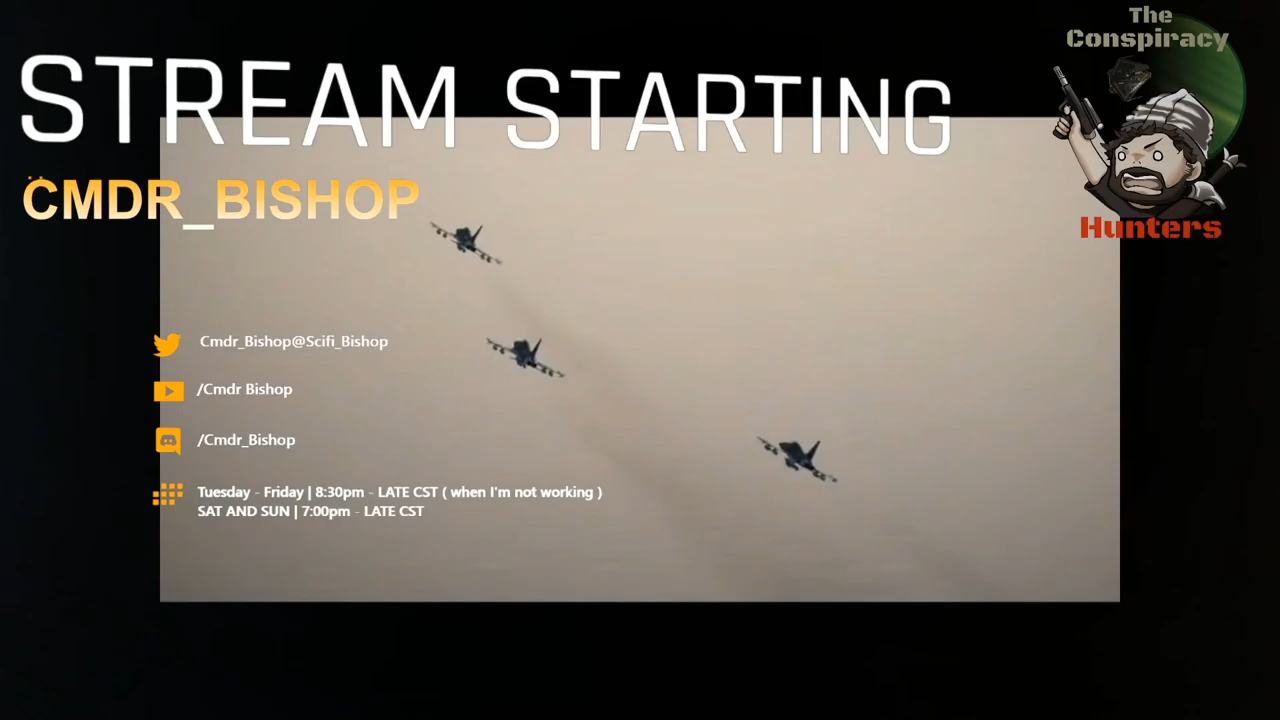 The
Conspiracy
STREAM STARTING
CMDR_BISHOP
Hunters
Cmdr_Bishop@Scifi_Bishop
/Cmdr Bishop
/Cmdr_Bishop
Tuesday - Friday | 8:30pm - LATE CST ( when I'm not working )
SAT AND SUN | 7:00pm - LATE CST